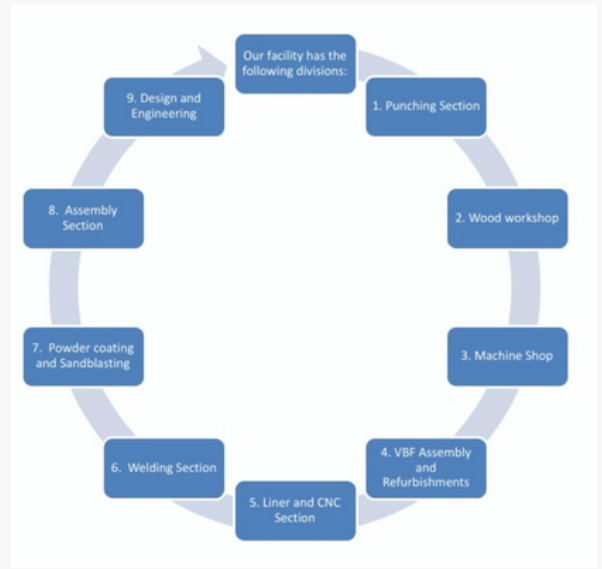 Our facility has the
following divisions:
1. Punching Section
2. Wood workshop
3. Machine Shop
4. VBF Assembly
and
Refurbishments
5. Liner and CNC
Section
6. Welding Section
7. Powder coating
and Sandblasting
8. Assembly
Section
9. Design and
Engineering